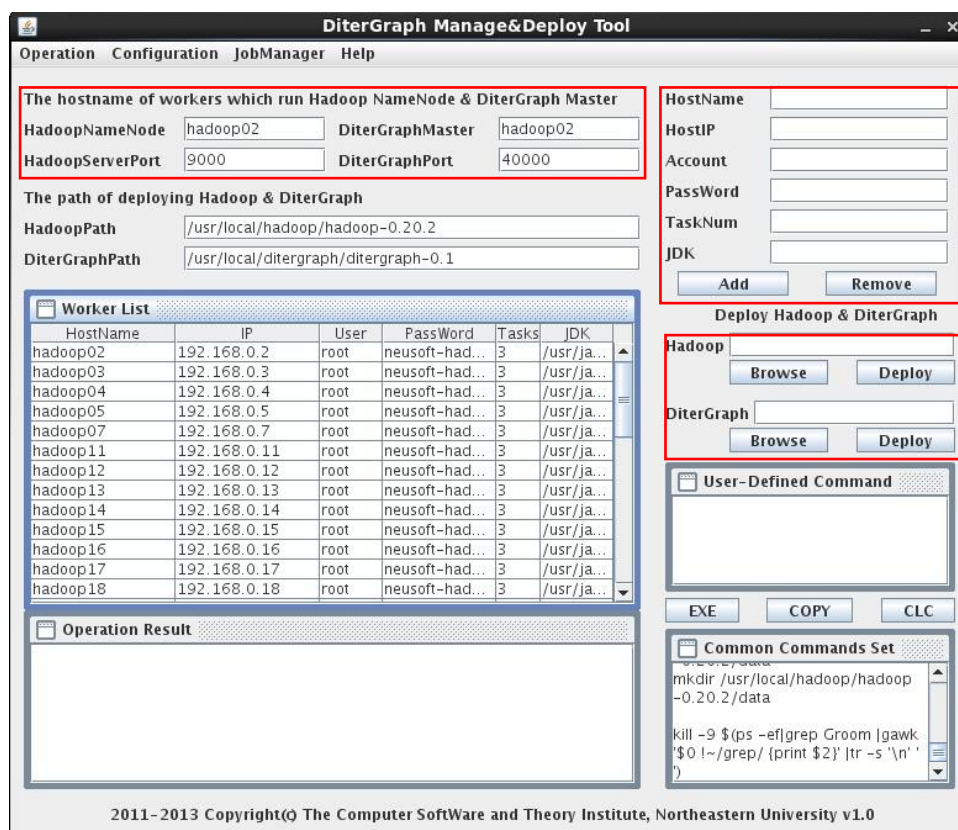 DiterGraph Manage&Deploy Tool
Operation Configuration JobManager Help
The hostname of workers which run Hadoop NameNode & DiterGraph Master
HadoopNameNode hadoop02 DiterGraphMaster hadoop02
HadoopServerPort 9000 DiterGraphPort 40000
The path of deploying Hadoop & DiterGraph
HadoopPath /usr/local/hadoop/hadoop-0.20.2
DiterGraphPath /usr/local/ditergraph/ditergraph-0.1
Worker List
HostName IP User PassWord Tasks JDK
hadoop02 192.168.0.2 root neusoft-had... 3 /usr/ja...
hadoop03 192.168.0.3 root neusoft-had... 3 /usr/ja...
hadoop04 192.168.0.4 root neusoft-had... 3 /usr/ja...
hadoop05 192.168.0.5 root neusoft-had... 3 /usr/ja...
hadoop07 192.168.0.7 root neusoft-had... 3 /usr/ja...
hadoop11 192.168.0.11 root neusoft-had... 3 /usr/ja...
hadoop12 192.168.0.12 root neusoft-had... 3 /usr/ja...
hadoop13 192.168.0.13 root neusoft-had... 3 /usr/ja...
hadoop14 192.168.0.14 root neusoft-had... 3 /usr/ja...
hadoop15 192.168.0.15 root neusoft-had... 3 /usr/ja...
hadoop16 192.168.0.16 root neusoft-had... 3 /usr/ja...
hadoop17 192.168.0.17 root neusoft-had... 3 /usr/ja...
hadoop18 192.168.0.18 root neusoft-had... 3 /usr/ja...
Operation Result
HostName
HostIP
Account
PassWord
TaskNum
JDK
Add Remove
Deploy Hadoop & DiterGraph
Hadoop
Browse Deploy
DiterGraph
Browse Deploy
User-Defined Command
EXE COPY CLC
Common Commands Set
-0.20.2/data
mkdir /usr/local/hadoop/hadoop
-0.20.2/data
kill -9 $(ps -ef|grep Groom |gawk
'$0 !~/grep/ {print $2}' |tr -s '\n' '
')
2011-2013 Copyright(c) The Computer SoftWare and Theory Institute, Northeastern University v1.0